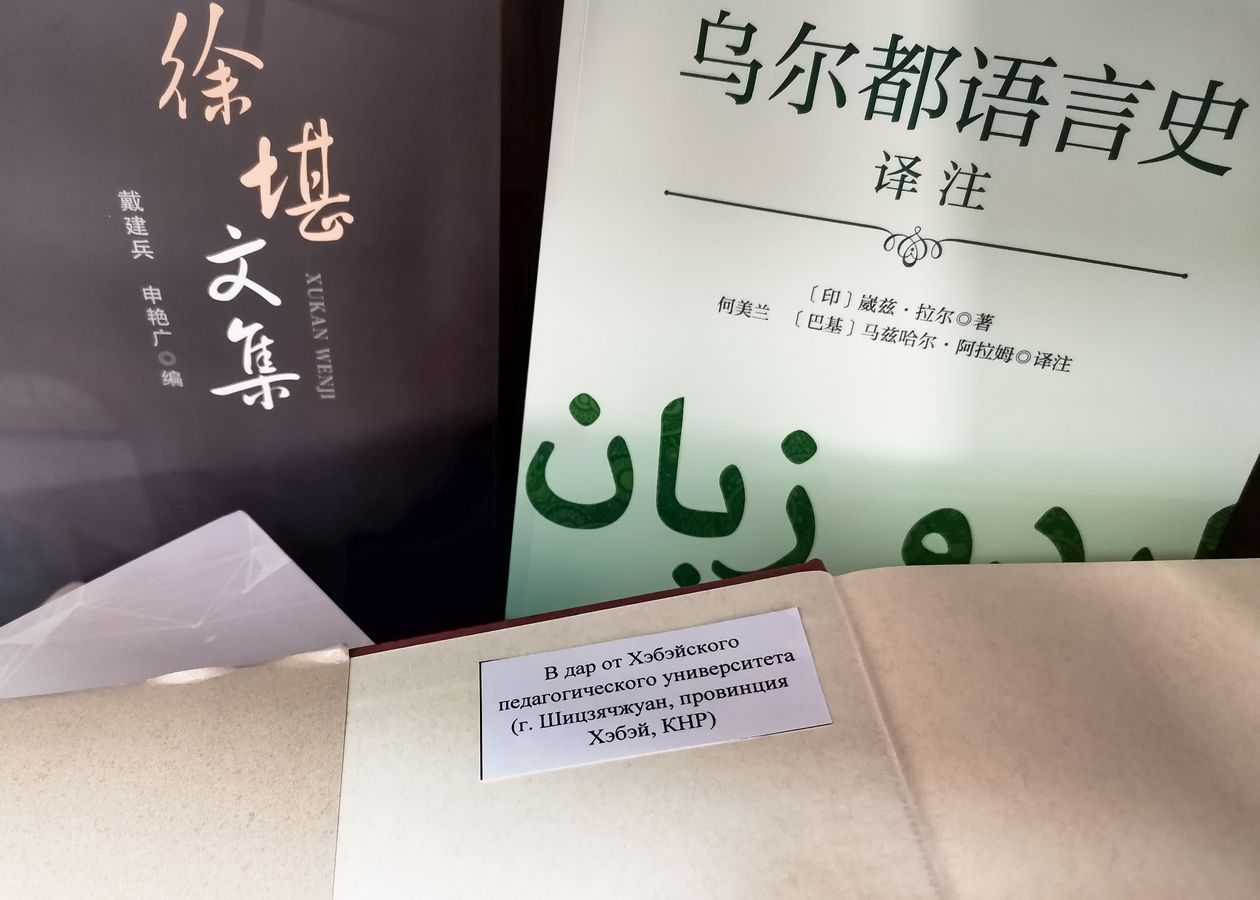 徐堪
文集
XUKAN WENJI
戴建兵 申艳广◎编
乌尔都语言史
译注
〔印〕崴兹·拉尔◎著
何美兰 〔巴基〕马兹哈尔·阿拉姆◎译注
اردو زبان
В дар от Хэбэйского
педагогического университета
(г. Шицзячжуан, провинция
Хэбэй, КНР)